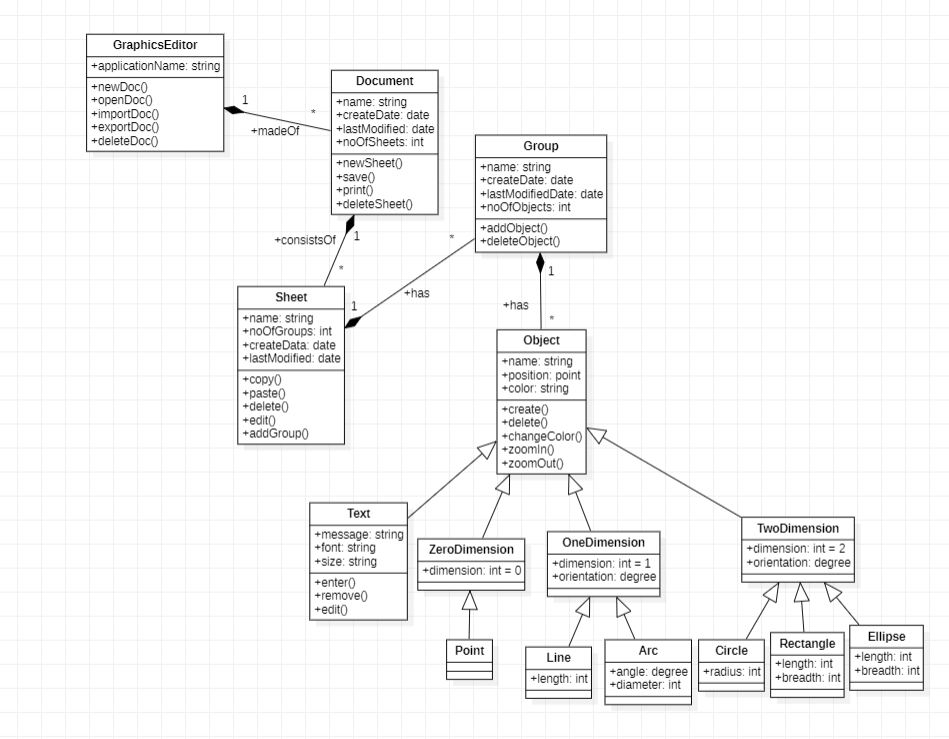 GraphicsEditor
+applicationName: string
+newDoc()
+openDoc()
+importDoc()
+exportDoc()
+deleteDoc()
1
*
+madeOf
Document
+name: string
+createDate: date
+lastModified: date
+noOfSheets: int
+newSheet()
+save()
+print()
+deleteSheet()
+consistsOf
1
*
Group
+name: string
+createDate: date
+lastModifiedDate: date
+noOfObjects: int
+addObject()
+deleteObject()
*
+has
1
Sheet
+name: string
+noOfGroups: int
+createData: date
+lastModified: date
+copy()
+paste()
+delete()
+edit()
+addGroup()
1
+has
*
Object
+name: string
+position: point
+color: string
+create()
+delete()
+changeColor()
+zoomIn()
+zoomOut()
Text
+message: string
+font: string
+size: string
+enter()
+remove()
+edit()
ZeroDimension
+dimension: int = 0
OneDimension
+dimension: int = 1
+orientation: degree
TwoDimension
+dimension: int = 2
+orientation: degree
Point
Line
+length: int
Arc
+angle: degree
+diameter: int
Circle
+radius: int
Rectangle
+length: int
+breadth: int
Ellipse
+length: int
+breadth: int